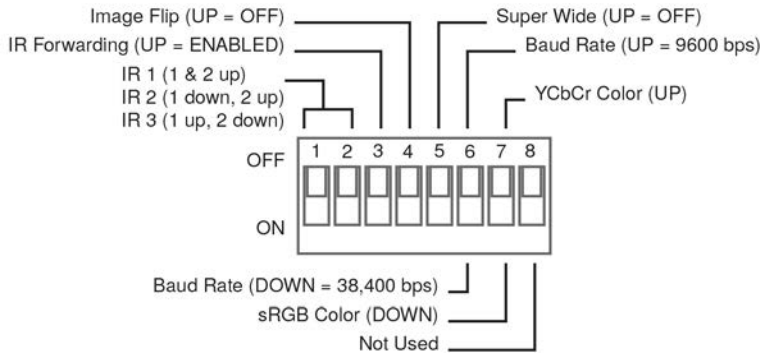 Image Flip (UP = OFF)
Super Wide (UP = OFF)
IR Forwarding (UP = ENABLED)
Baud Rate (UP = 9600 bps)
IR 1 (1 & 2 up)
IR 2 (1 down, 2 up)
YCbCr Color (UP)
IR 3 (1 up, 2 down)
OFF
1 2 3 4 5 6 7 8
ON
Baud Rate (DOWN = 38,400 bps)
sRGB Color (DOWN)
Not Used